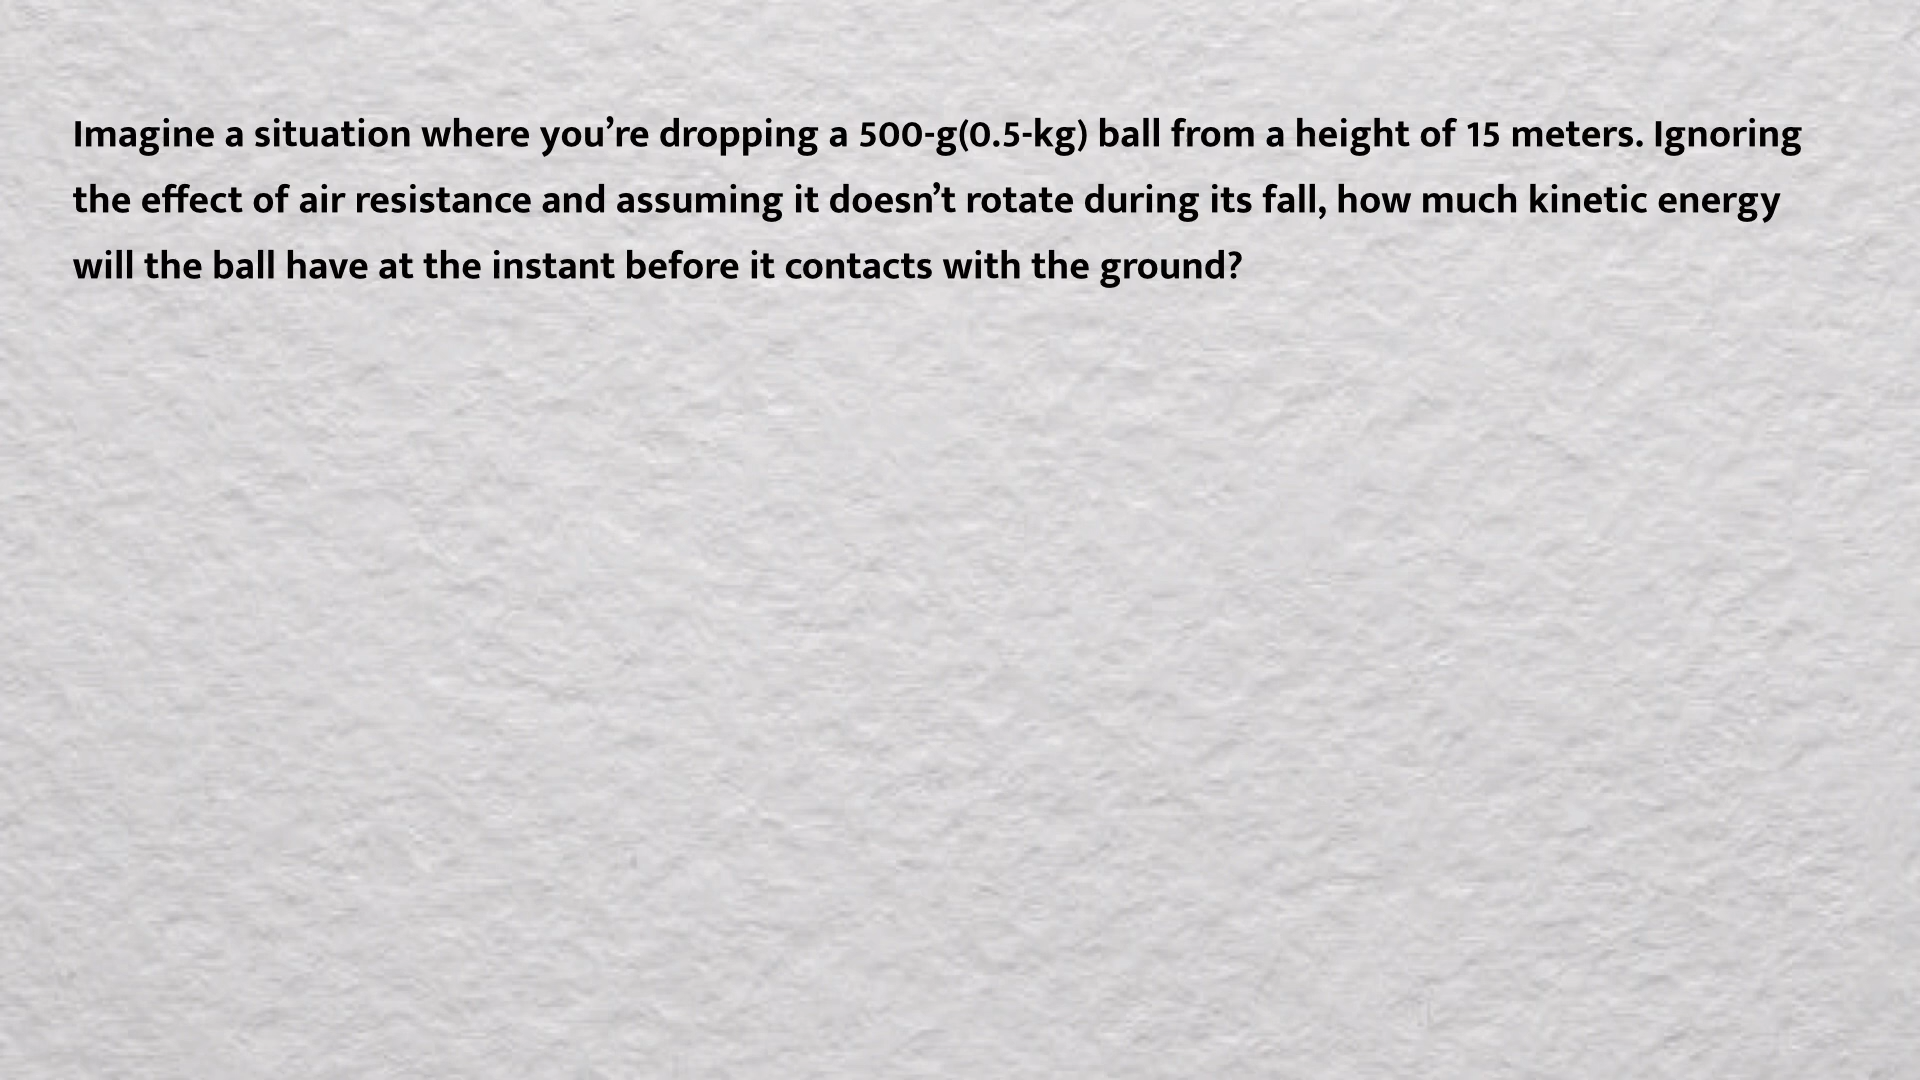 Imagine a situation where you’re dropping a 500-g(0.5-kg) ball from a height of 15 meters. Ignoring
the effect of air resistance and assuming it doesn’t rotate during its fall, how much kinetic energy
will the ball have at the instant before it contacts with the ground?